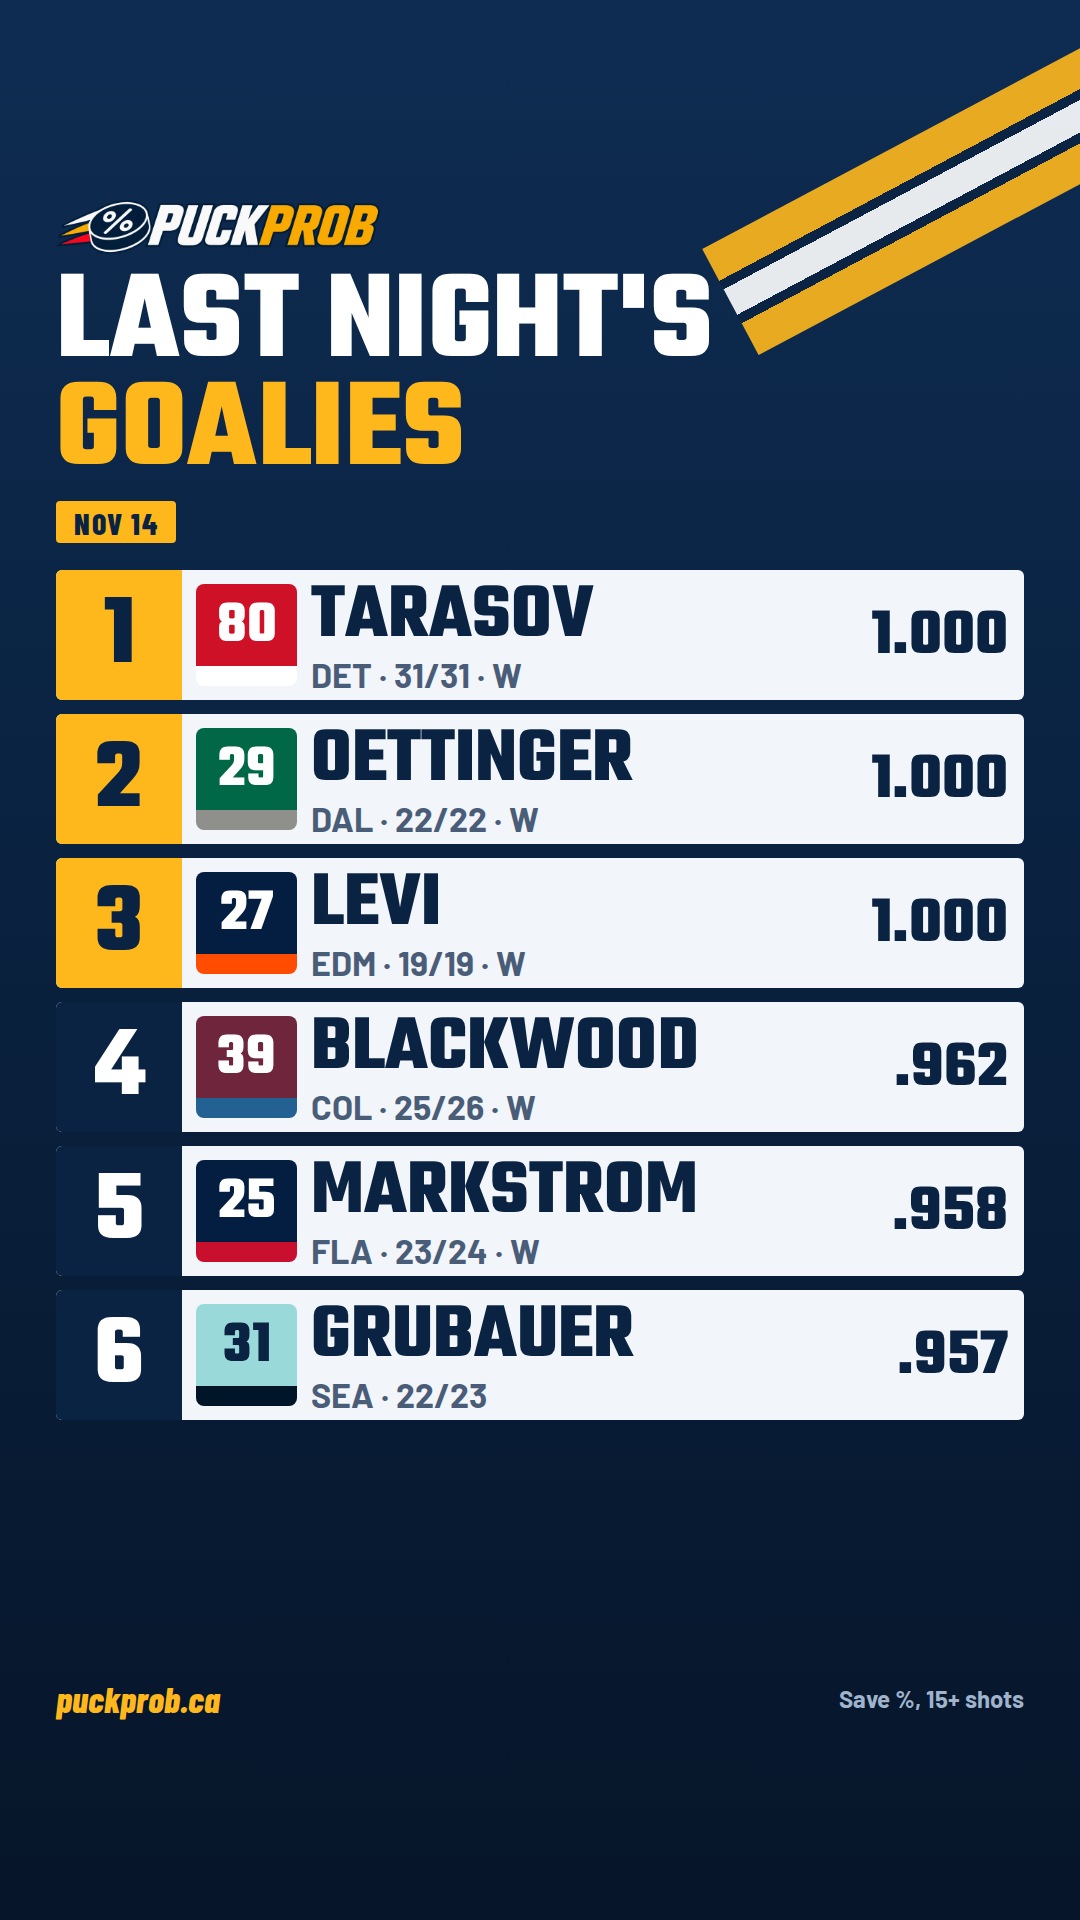 % PUCKPROB
LAST NIGHT'S
GOALIES
NOV 14
1 80 TARASOV 1.000
DET · 31/31 · W
2 29 OETTINGER 1.000
DAL · 22/22 · W
3 27 LEVI 1.000
EDM · 19/19 · W
4 39 BLACKWOOD .962
COL · 25/26 · W
5 25 MARKSTROM .958
FLA · 23/24 · W
6 31 GRUBAUER .957
SEA · 22/23
puckprob.ca Save %, 15+ shots